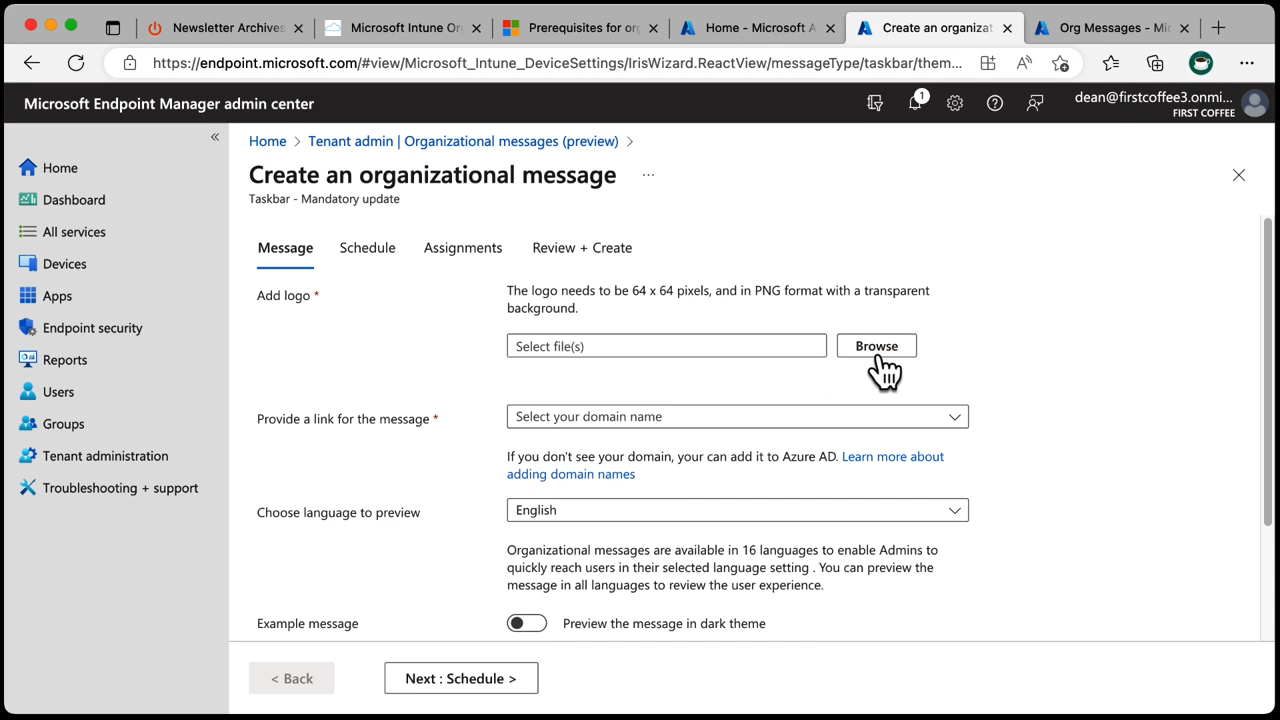 Newsletter Archives
Microsoft Intune Or
Prerequisites for or
Home - Microsoft A
Create an organizat
Org Messages - Mic
https://endpoint.microsoft.com/#view/Microsoft_Intune_DeviceSettings/IrisWizard.ReactView/messageType/taskbar/them...
Microsoft Endpoint Manager admin center
1
dean@firstcoffee3.onmi...
FIRST COFFEE
«
Home
Dashboard
All services
Devices
Apps
Endpoint security
Reports
Users
Groups
Tenant administration
Troubleshooting + support
Home > Tenant admin | Organizational messages (preview) >
Create an organizational message ...
Taskbar - Mandatory update
Message Schedule Assignments Review + Create
Add logo *
The logo needs to be 64 x 64 pixels, and in PNG format with a transparent
background.
Select file(s)
Browse
Provide a link for the message *
Select your domain name
If you don't see your domain, your can add it to Azure AD. Learn more about
adding domain names
Choose language to preview
English
Organizational messages are available in 16 languages to enable Admins to
quickly reach users in their selected language setting . You can preview the
message in all languages to review the user experience.
Example message
Preview the message in dark theme
< Back
Next : Schedule >